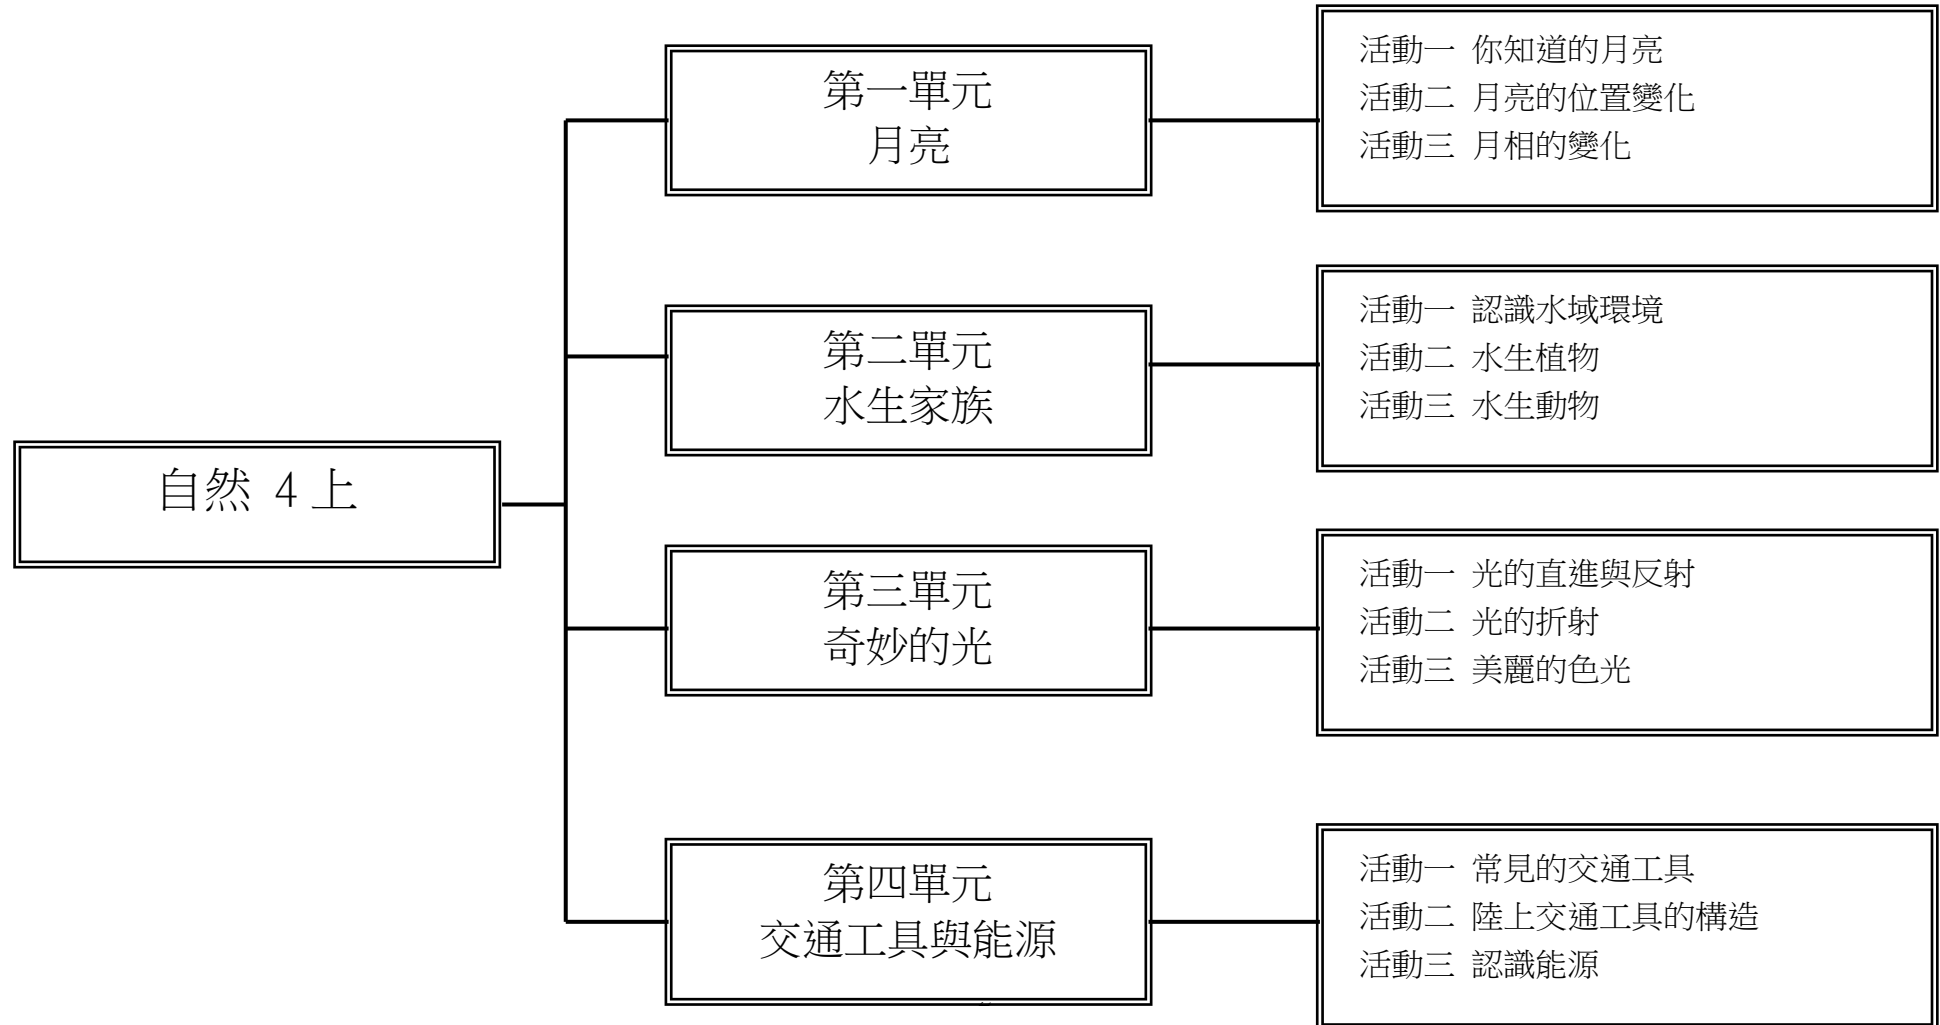 自然 4上
第一單元
月亮
活動一 你知道的月亮
活動二 月亮的位置變化
活動三 月相的變化
第二單元
水生家族
活動一 認識水域環境
活動二 水生植物
活動三 水生動物
第三單元
奇妙的光
活動一 光的直進與反射
活動二 光的折射
活動三 美麗的色光
第四單元
交通工具與能源
活動一 常見的交通工具
活動二 陸上交通工具的構造
活動三 認識能源